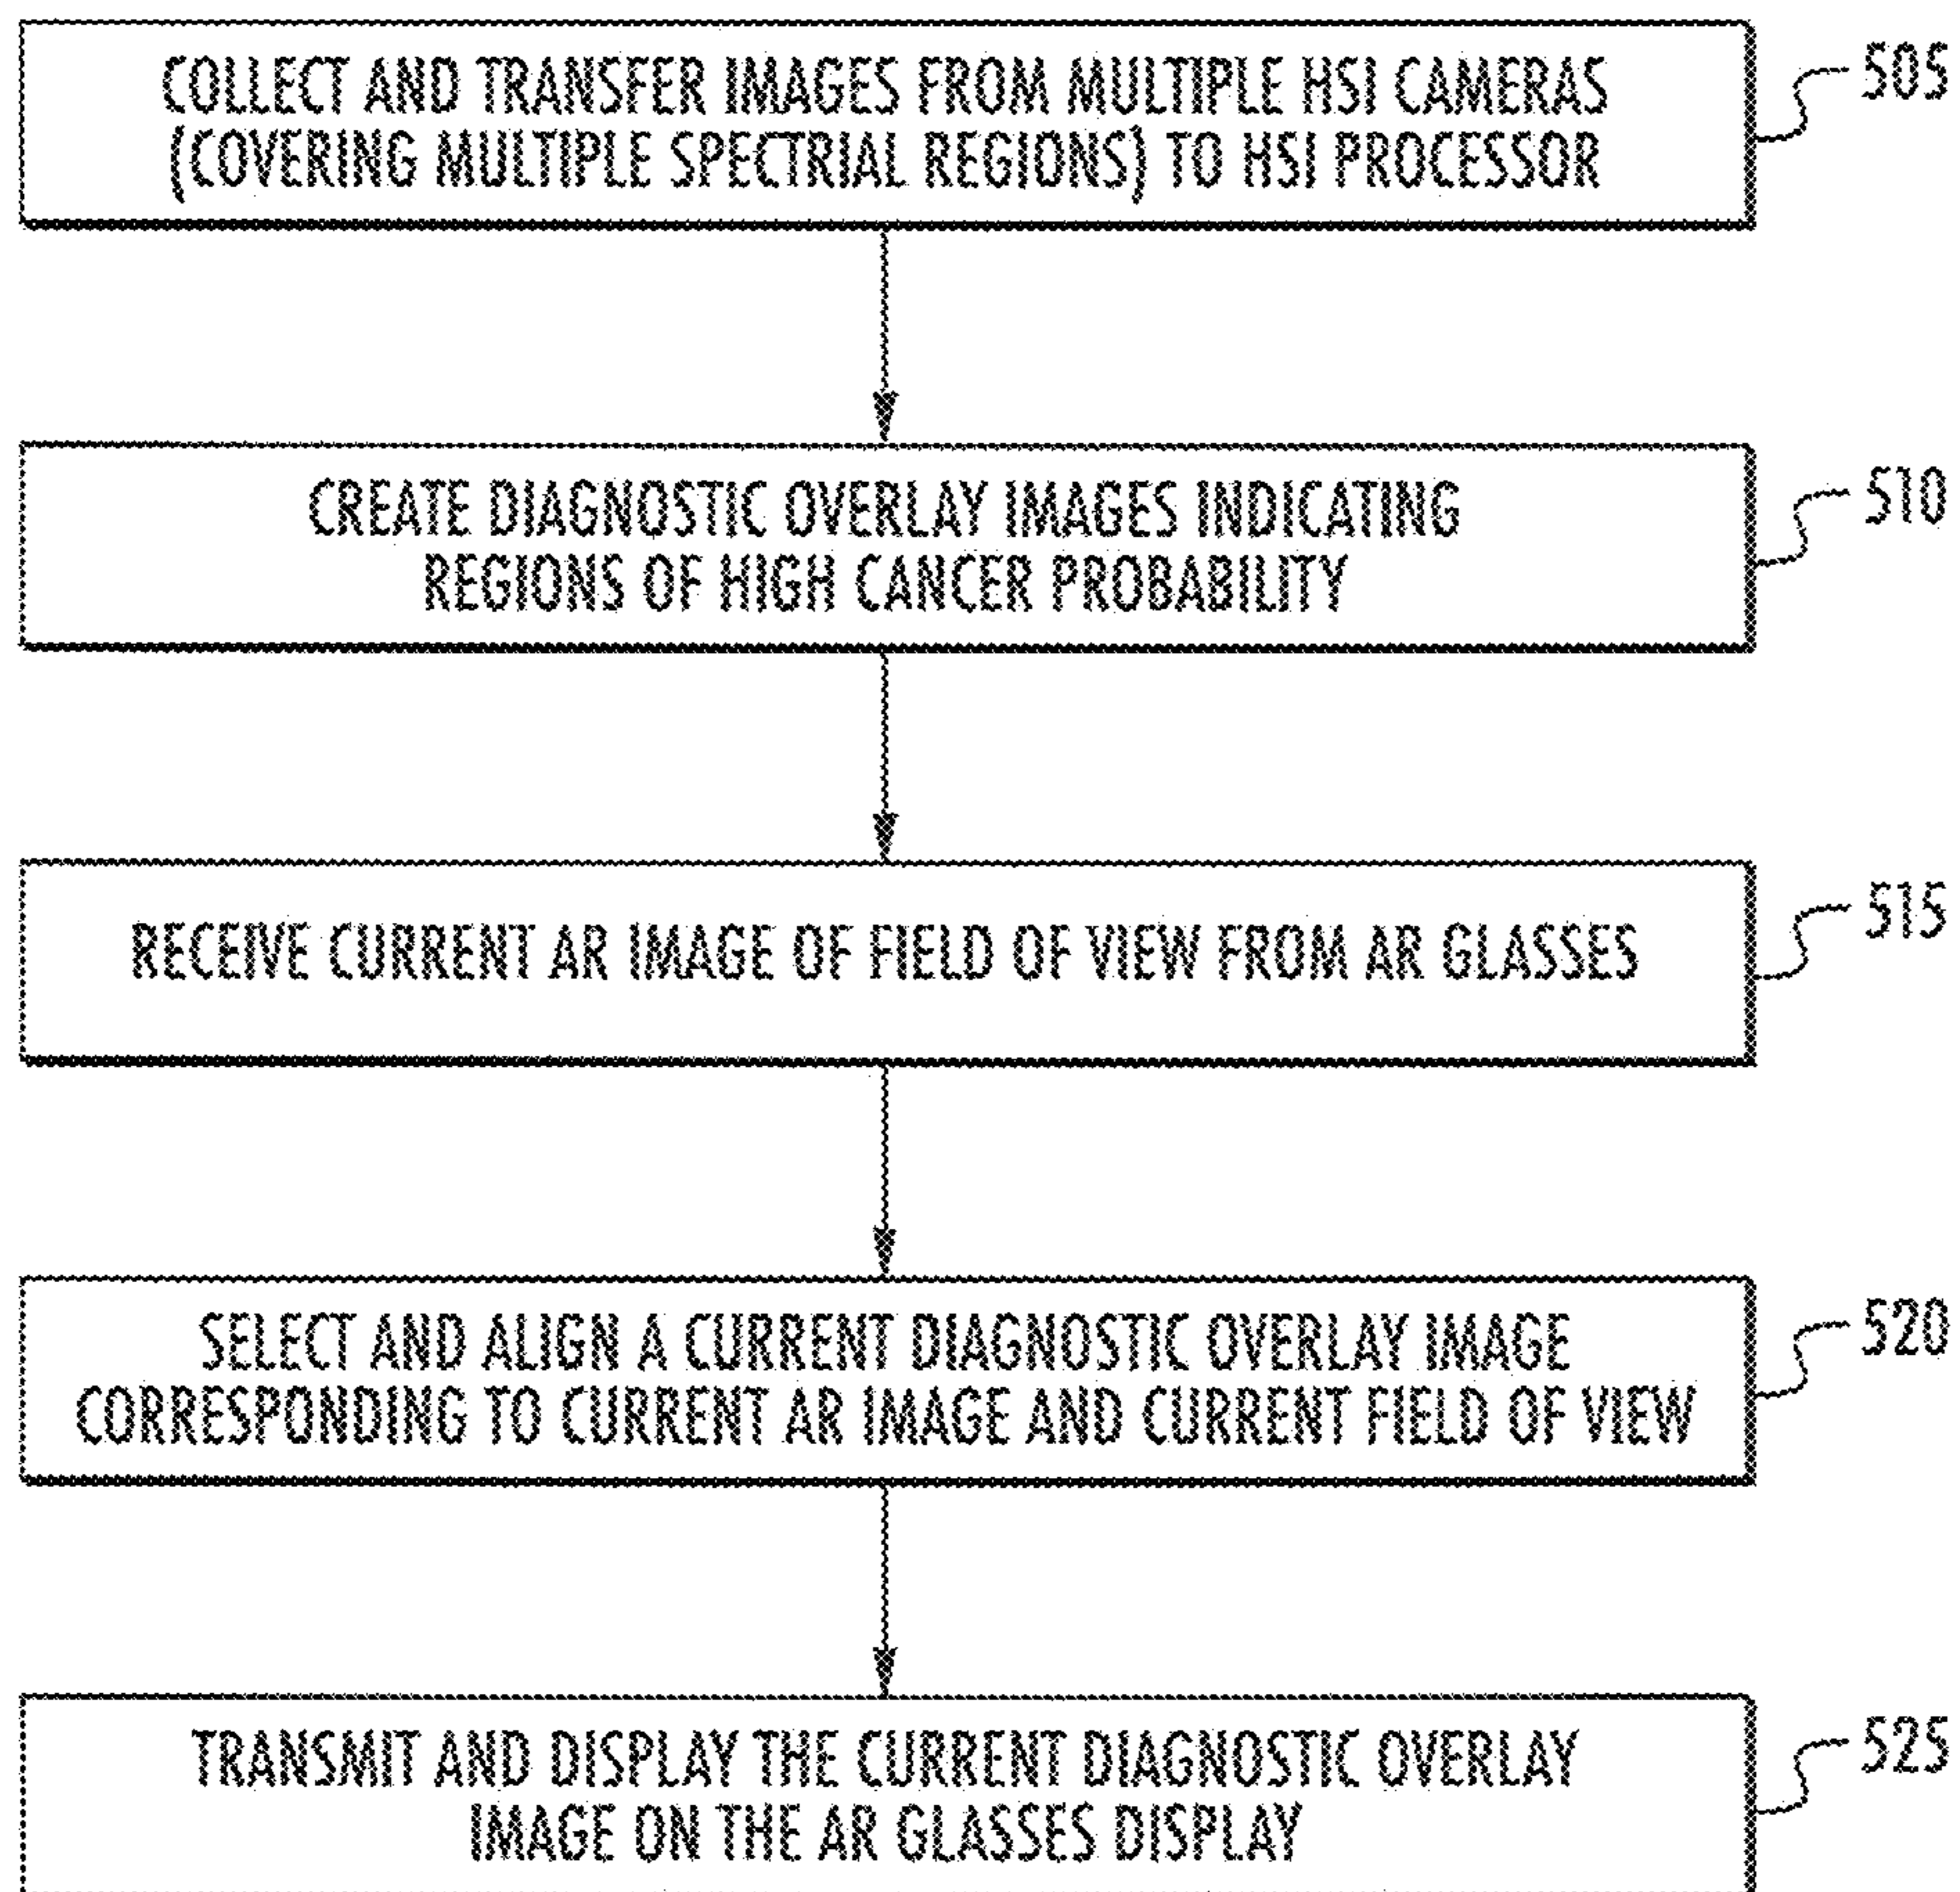 COLLECT AND TRANSFER IMAGES FROM MULTIPLE HSI CAMERAS
(COVERING MULTIPLE SPECTRIAL REGIONS) TO HSI PROCESSOR
505
CREATE DIAGNOSTIC OVERLAY IMAGES INDICATING
REGIONS OF HIGH CANCER PROBABILITY
510
RECEIVE CURRENT AR IMAGE OF FIELD OF VIEW FROM AR GLASSES
515
SELECT AND ALIGN A CURRENT DIAGNOSTIC OVERLAY IMAGE
CORRESPONDING TO CURRENT AR IMAGE AND CURRENT FIELD OF VIEW
520
TRANSMIT AND DISPLAY THE CURRENT DIAGNOSTIC OVERLAY
IMAGE ON THE AR GLASSES DISPLAY
525